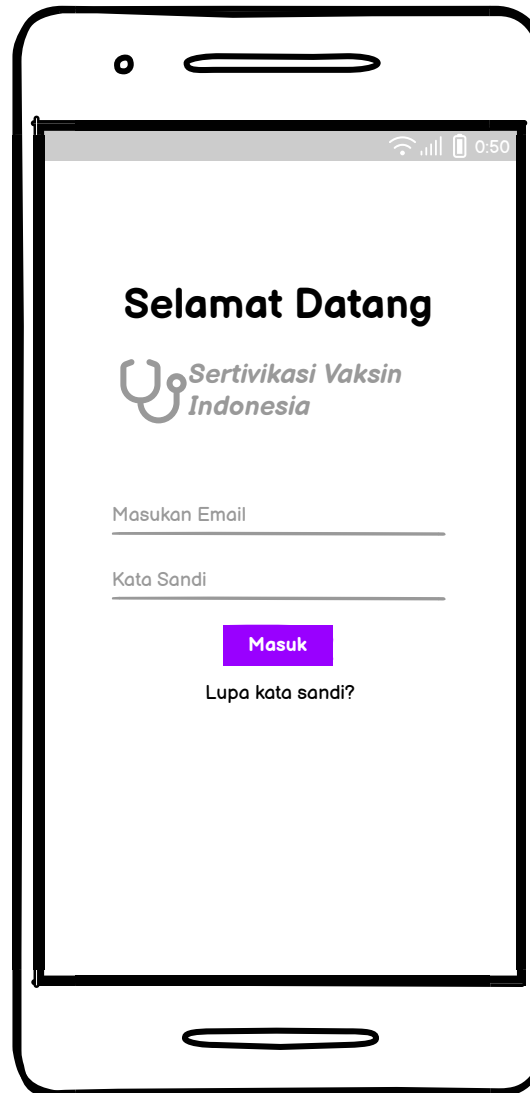 0:50
Selamat Datang
Sertivikasi Vaksin
Indonesia
Masukan Email
Kata Sandi
Masuk
Lupa kata sandi?